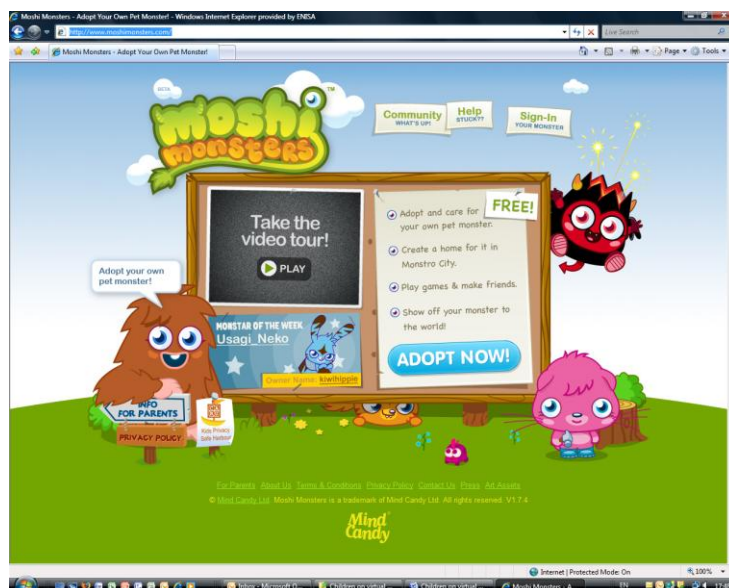 Moshi Monsters - Adopt Your Own Pet Monster! - Windows Internet Explorer provided by ENISA
http://www.moshimonsters.com/
Live Search
Moshi Monsters - Adopt Your Own Pet Monster!
Page
Tools
BETA
moshi
monsters
TM
Community
WHAT'S UP!
Help
STUCK??
Sign-In
YOUR MONSTER
Take the
video tour!
PLAY
FREE!
Adopt and care for
your own pet monster.
Create a home for it in
Monstro City.
Play games & make friends.
Show off your monster to
the world!
ADOPT NOW!
Adopt your own
pet monster!
MONSTAR OF THE WEEK
Usagi_Neko
Owner Name: kiwihippie
INFO
FOR PARENTS
PRIVACY POLICY
Kids Privacy
Safe Harbour
For Parents About Us Terms & Conditions Privacy Policy Contact Us Press Art Assets
© Mind Candy Ltd. Moshi Monsters is a trademark of Mind Candy Ltd. All rights reserved. V1.7.4
Mind
Candy
Internet | Protected Mode: On
100%
Inbox - Microsoft O...
Children on virtual ...
Children on virtual ...
Moshi Monsters - A...
EN